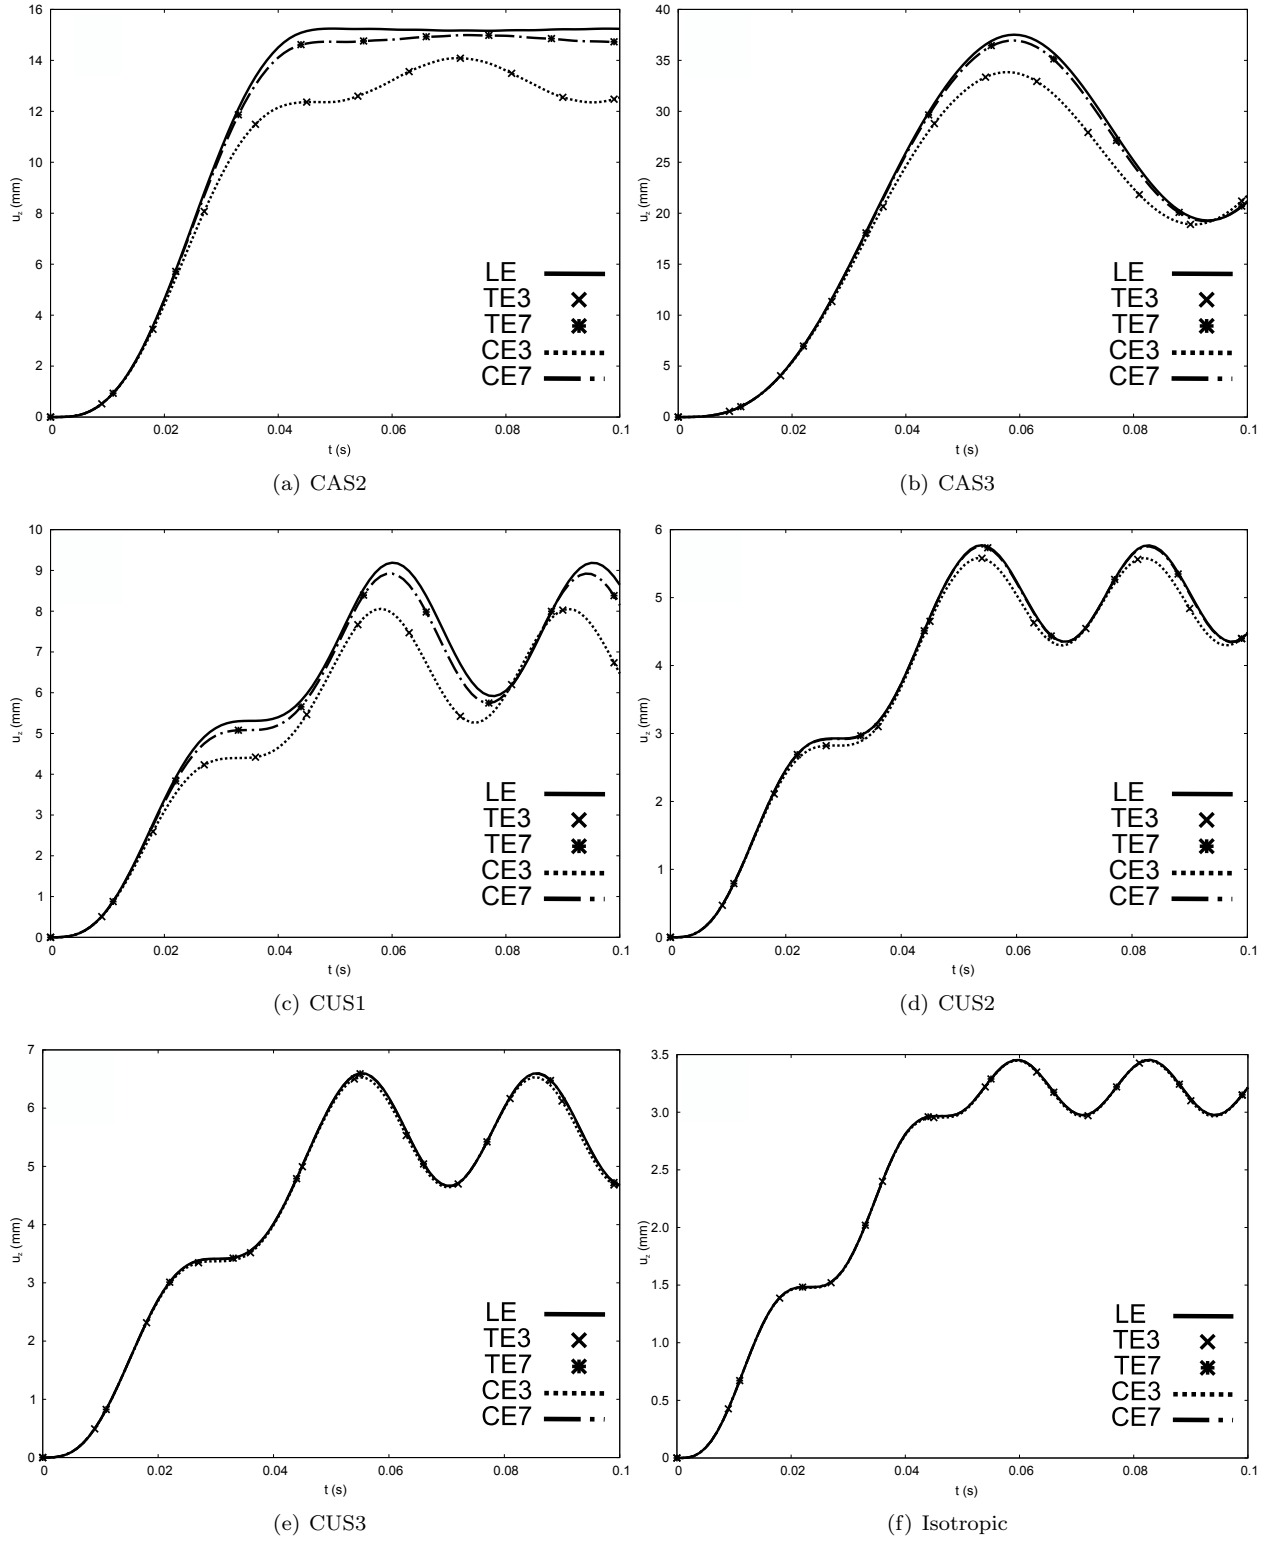 16
14
12
10
8
6
4
2
0
u_z (mm)
0 0.02 0.04 0.06 0.08 0.1
t (s)
LE
TE3
TE7
CE3
CE7
(a) CAS2
40
35
30
25
20
15
10
5
0
u_z (mm)
0 0.02 0.04 0.06 0.08 0.1
t (s)
LE
TE3
TE7
CE3
CE7
(b) CAS3
10
9
8
7
6
5
4
3
2
1
0
u_z (mm)
0 0.02 0.04 0.06 0.08 0.1
t (s)
LE
TE3
TE7
CE3
CE7
(c) CUS1
6
5
4
3
2
1
0
u_z (mm)
0 0.02 0.04 0.06 0.08 0.1
t (s)
LE
TE3
TE7
CE3
CE7
(d) CUS2
7
6
5
4
3
2
1
0
u_z (mm)
0 0.02 0.04 0.06 0.08 0.1
t (s)
LE
TE3
TE7
CE3
CE7
(e) CUS3
3.5
3.0
2.5
2.0
1.5
1.0
0.5
0
u_z (mm)
0 0.02 0.04 0.06 0.08 0.1
t (s)
LE
TE3
TE7
CE3
CE7
(f) Isotropic